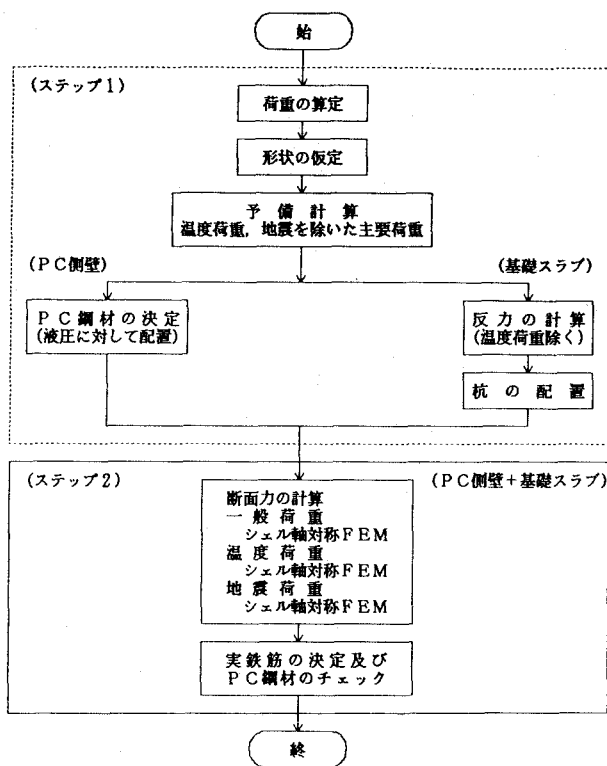 始
(ステップ1)
荷重の算定
形状の仮定
予備計算
温度荷重,地震を除いた主要荷重
(PC側壁)
(基礎スラブ)
PC鋼材の決定
(液圧に対して配置)
反力の計算
(温度荷重除く)
杭の配置
(ステップ2)
(PC側壁+基礎スラブ)
断面力の計算
一般荷重
シェル軸対称FEM
温度荷重
シェル軸対称FEM
地震荷重
シェル軸対称FEM
実鉄筋の決定及び
PC鋼材のチェック
終